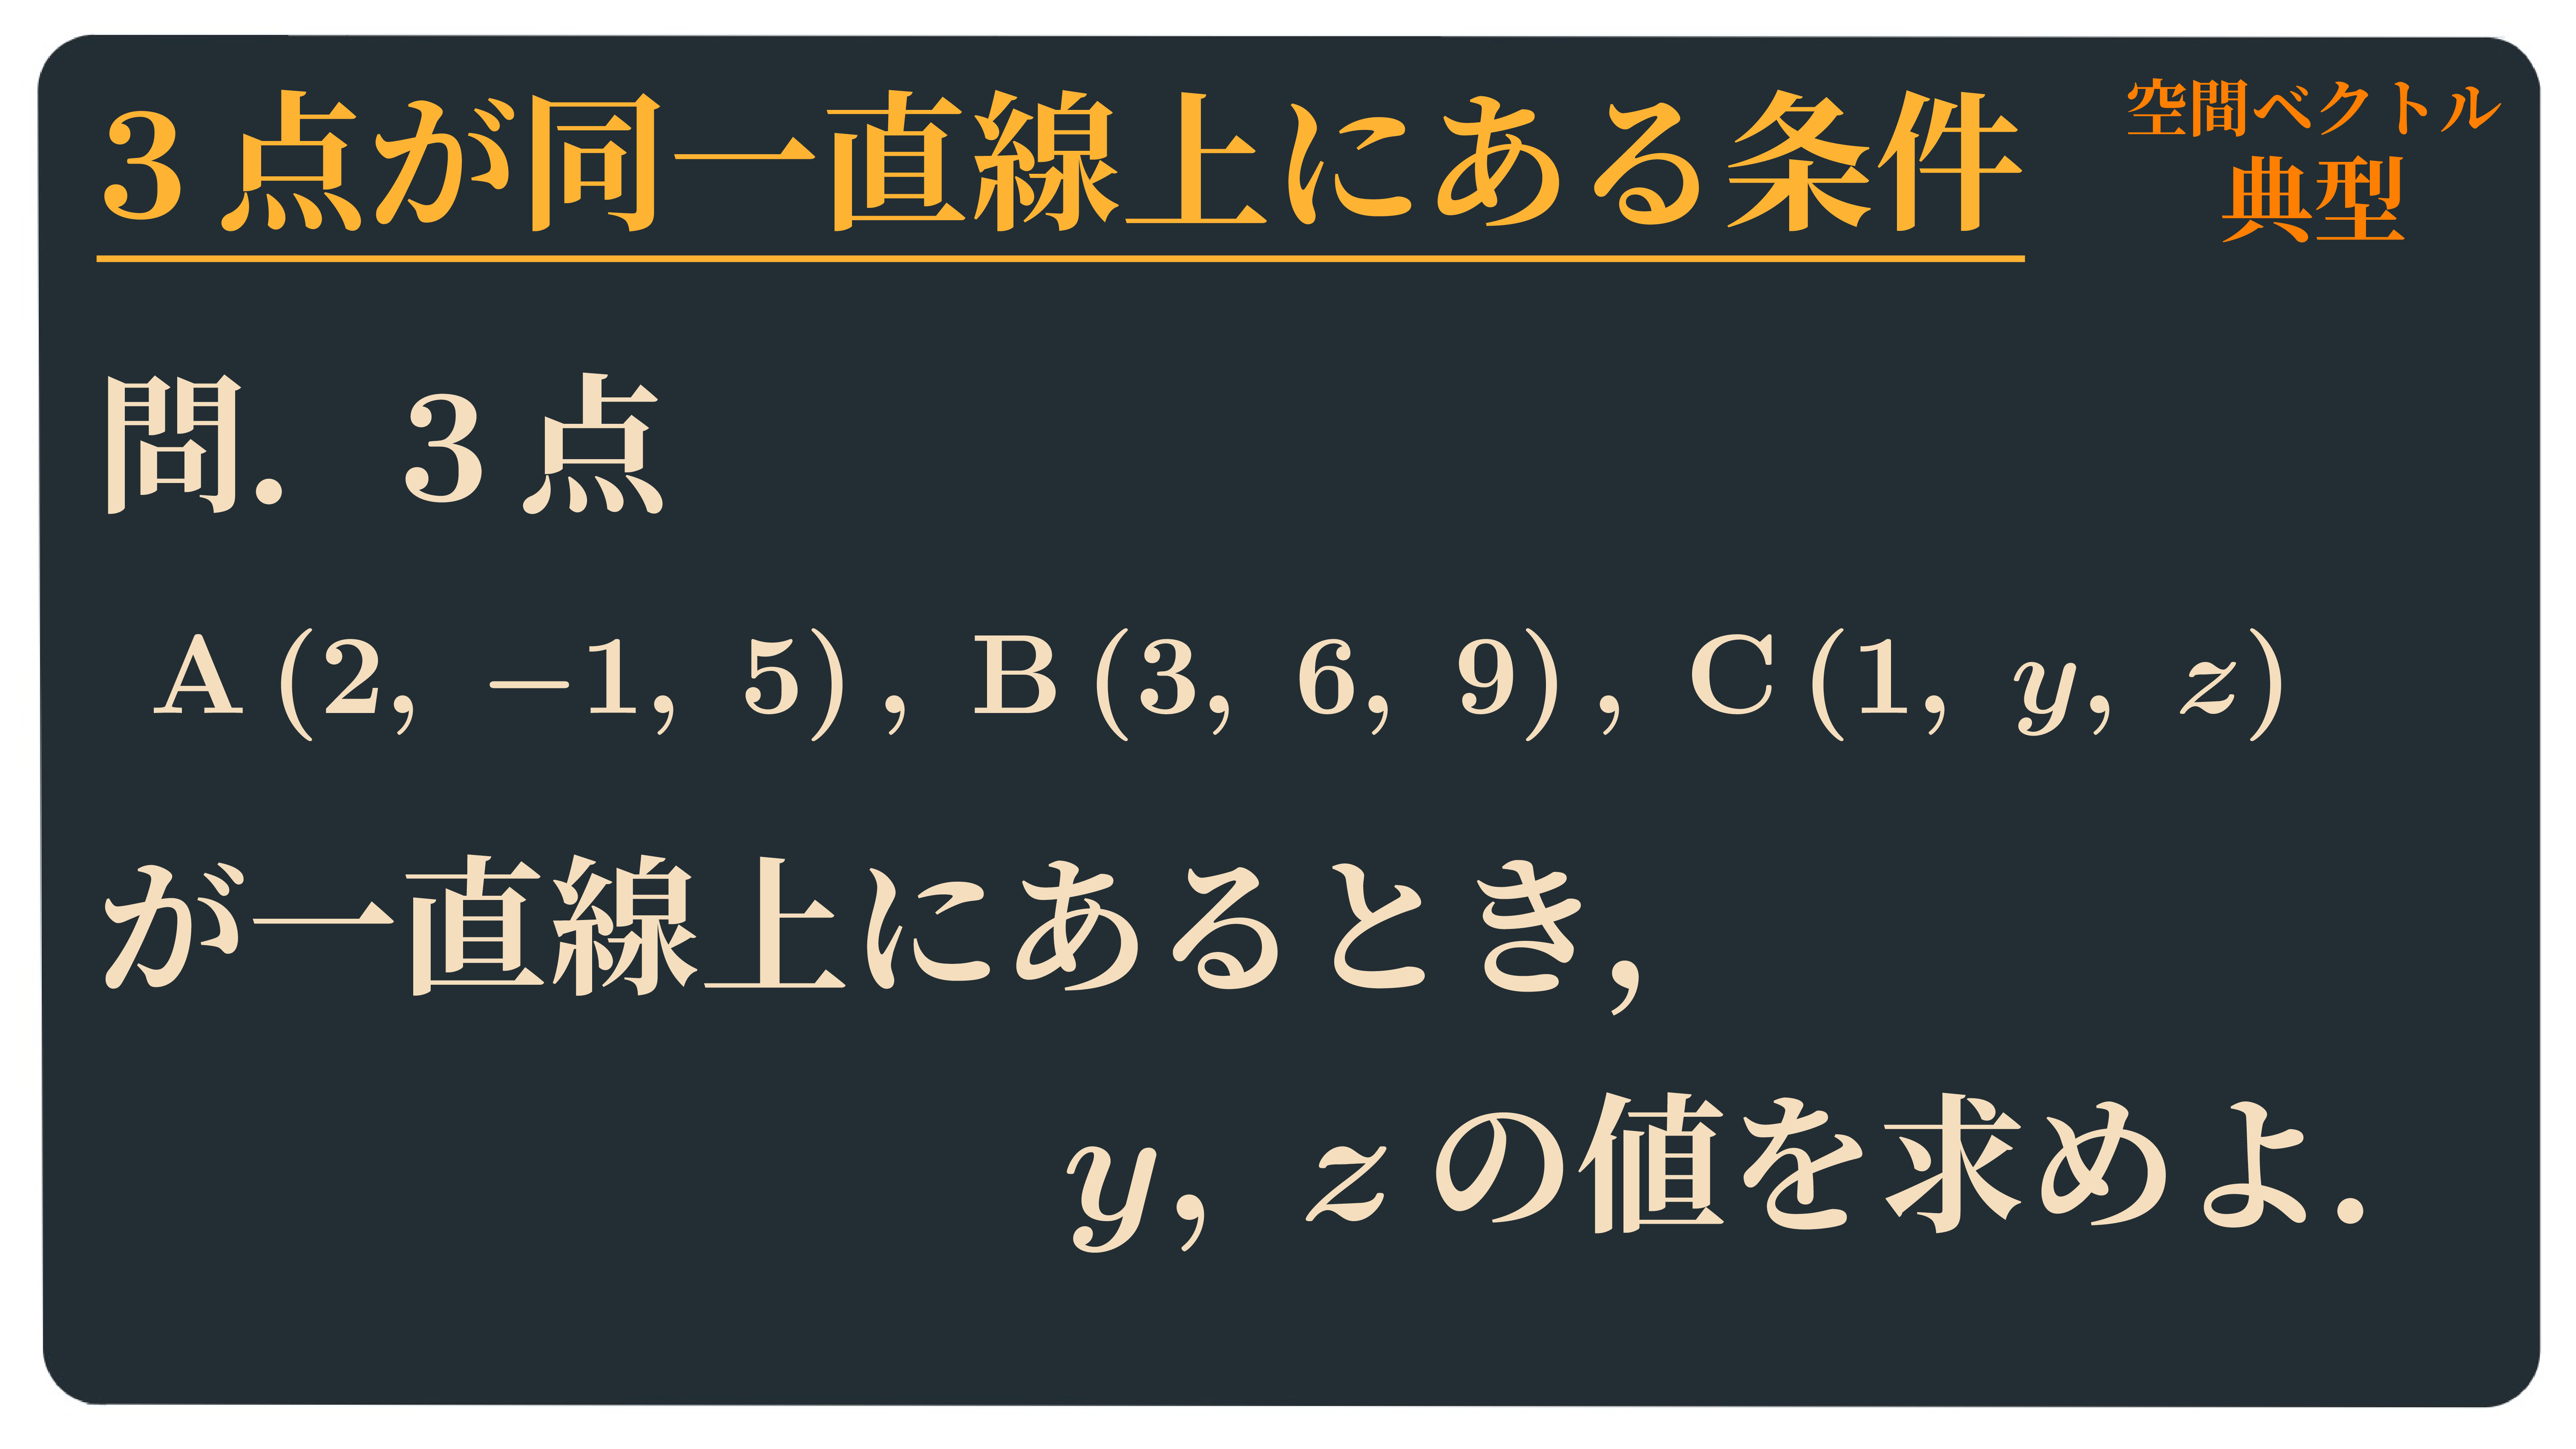 3点が同一直線上にある条件
空間ベクトル
典型
問. 3点
A(2, −1, 5), B(3, 6, 9), C(1, y, z)
が一直線上にあるとき,
y, zの値を求めよ.